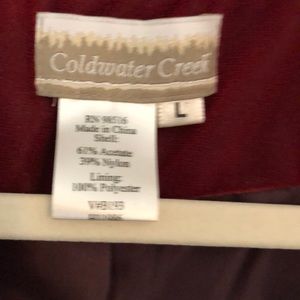 Coldwater Creek
L
RN 98516
Made in China
Shell:
61% Acetate
39% Nylon
Lining:
100% Polyester